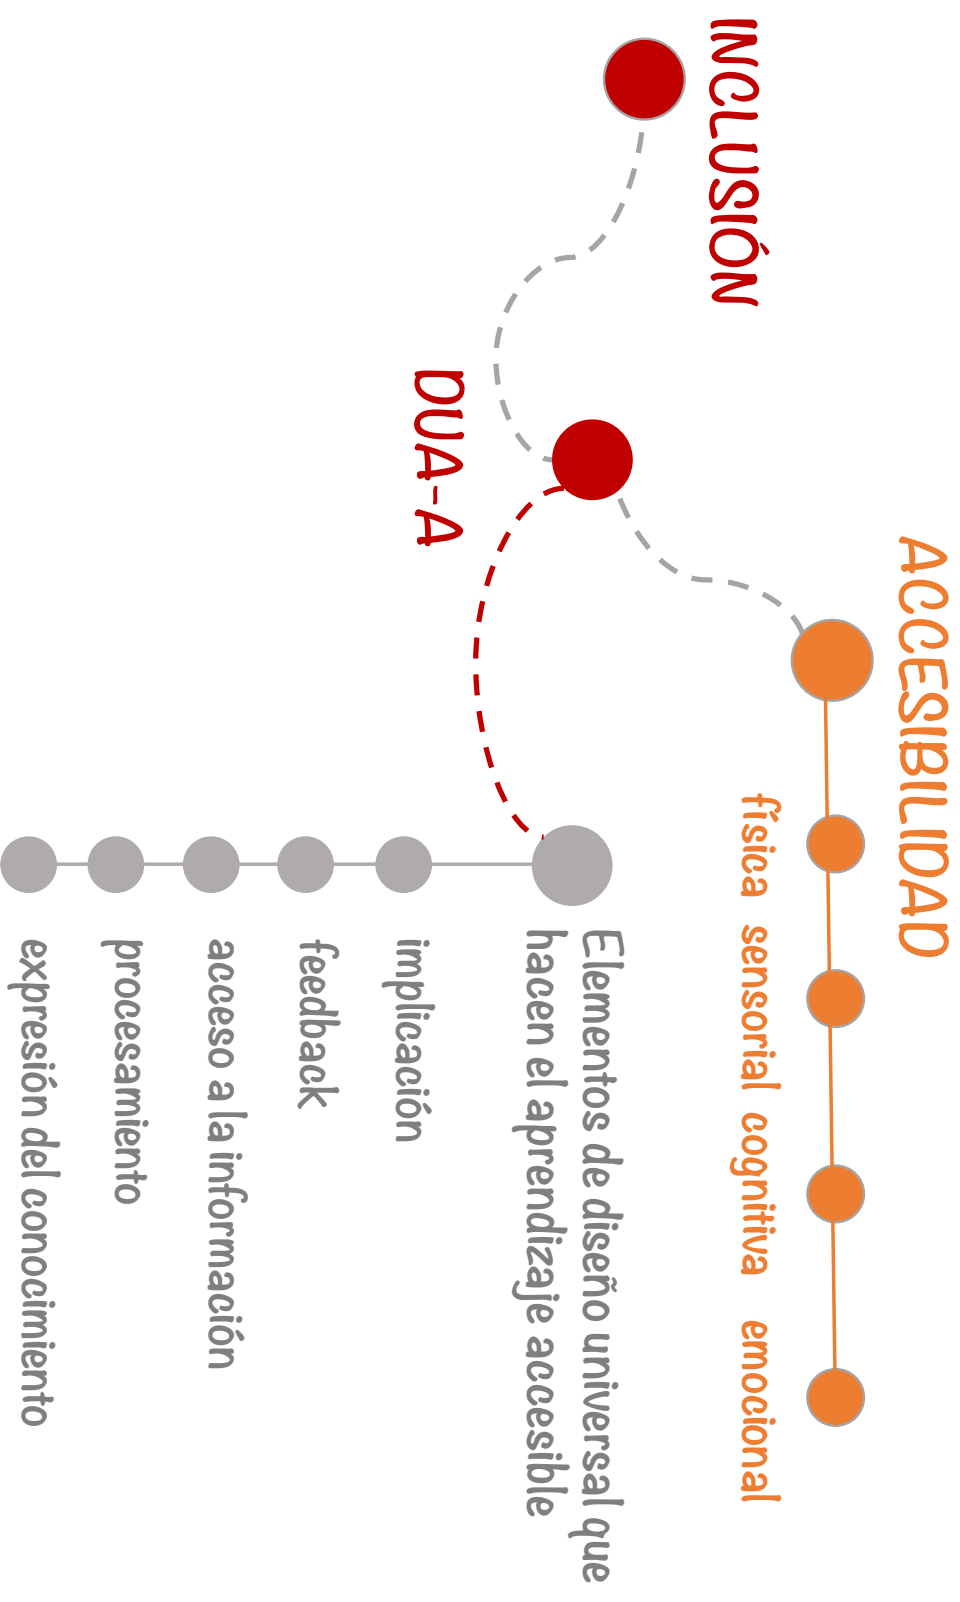 ACCESIBILIDAD
física sensorial cognitiva emocional
INCLUSIÓN
DUA-A
Elementos de diseño universal que
hacen el aprendizaje accesible
implicación
feedback
acceso a la información
procesamiento
expresión del conocimiento